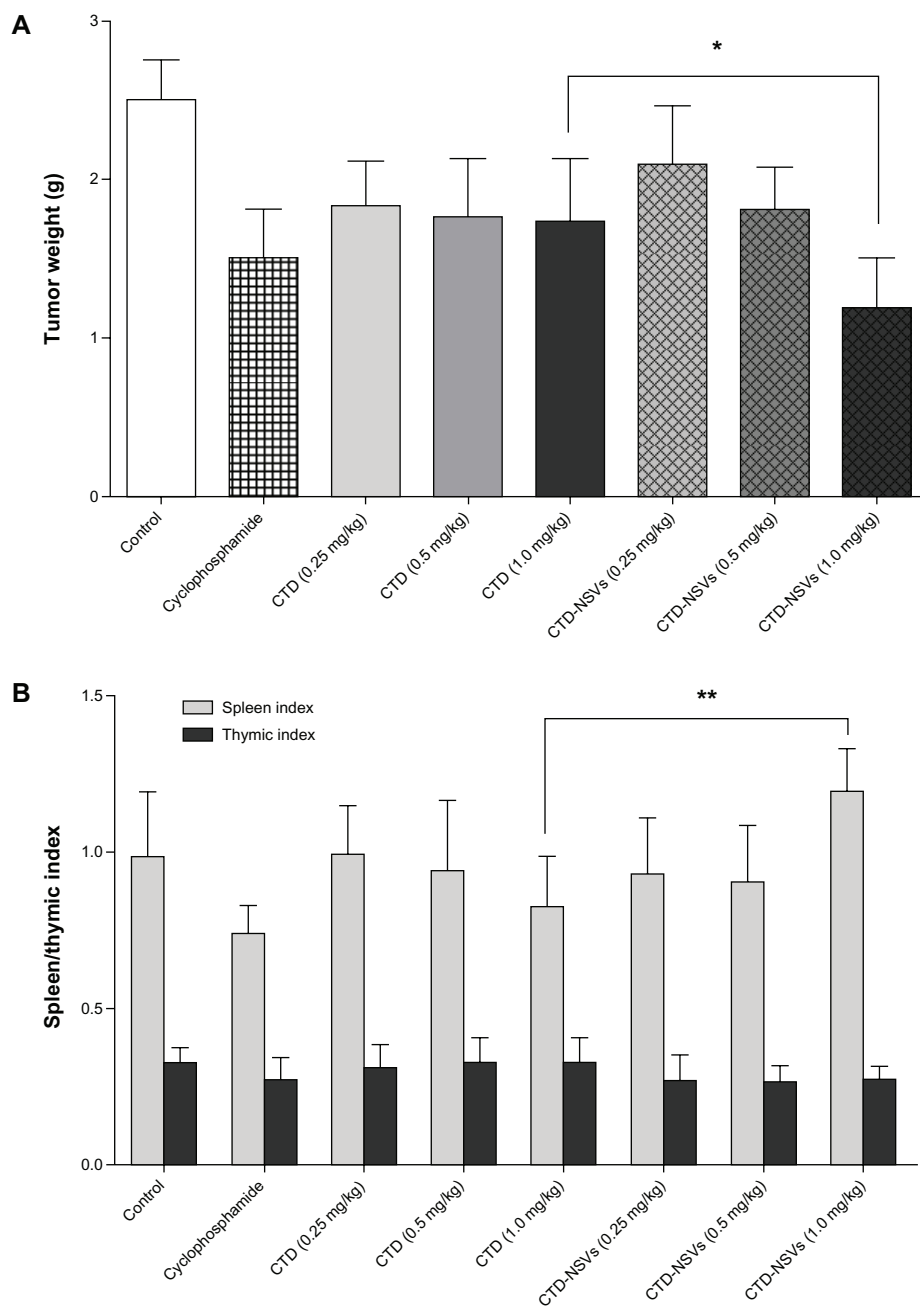 A
3
*
2
Tumor weight (g)
1
0
Control
Cyclophosphamide
CTD (0.25 mg/kg)
CTD (0.5 mg/kg)
CTD (1.0 mg/kg)
CTD-NSVs (0.25 mg/kg)
CTD-NSVs (0.5 mg/kg)
CTD-NSVs (1.0 mg/kg)
B
1.5
**
Spleen index
Thymic index
1.0
Spleen/thymic index
0.5
0.0
Control
Cyclophosphamide
CTD (0.25 mg/kg)
CTD (0.5 mg/kg)
CTD (1.0 mg/kg)
CTD-NSVs (0.25 mg/kg)
CTD-NSVs (0.5 mg/kg)
CTD-NSVs (1.0 mg/kg)